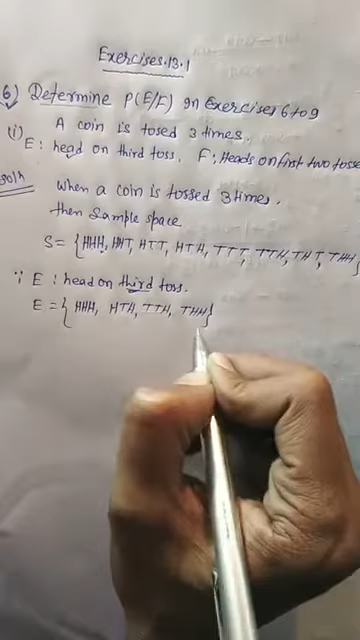 Exercises.13.1
6) Determine P(E/F) in Exercises 6 to 9
(i) A coin is tosed 3 times.
E: head on third toss, F: Heads on first two tosses
Soln When a coin is tossed 3 times.
then Sample space
S = {HHH, HHT, HTT, HTH, TTT, TTH, THT, THH}
∵ E : head on third toss.
E = {HHH, HTH, TTH, THH}